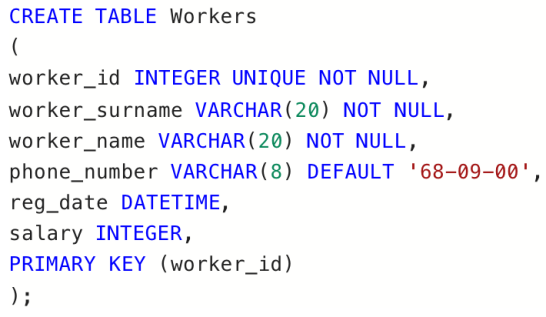 CREATE TABLE Workers
(
worker_id INTEGER UNIQUE NOT NULL,
worker_surname VARCHAR(20) NOT NULL,
worker_name VARCHAR(20) NOT NULL,
phone_number VARCHAR(8) DEFAULT '68-09-00',
reg_date DATETIME,
salary INTEGER,
PRIMARY KEY (worker_id)
);